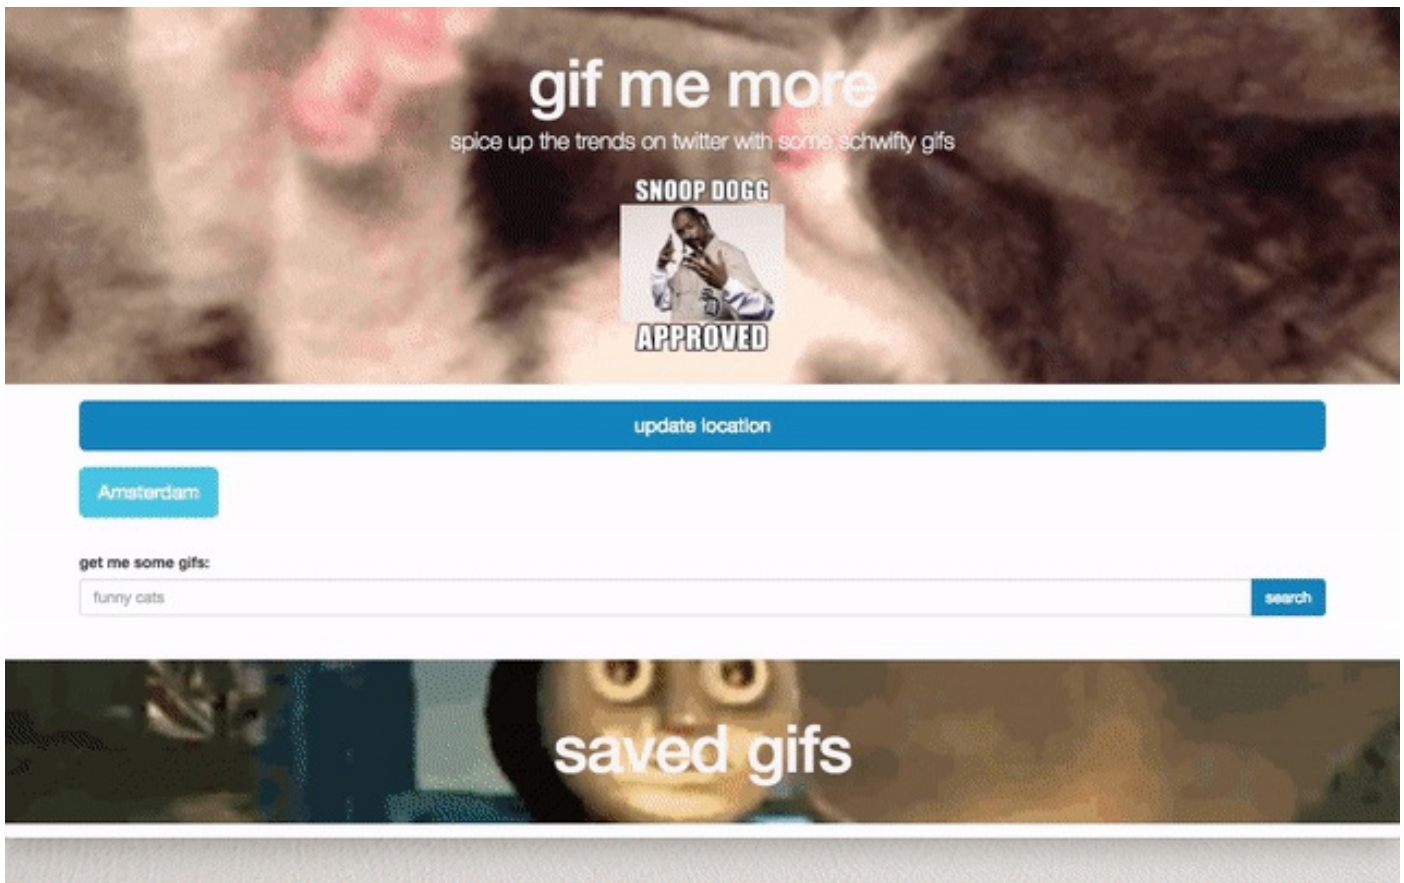 gif me more
spice up the trends on twitter with some schwifty gifs
SNOOP DOGG
APPROVED
update location
Amsterdam
get me some gifs:
funny cats
search
saved gifs